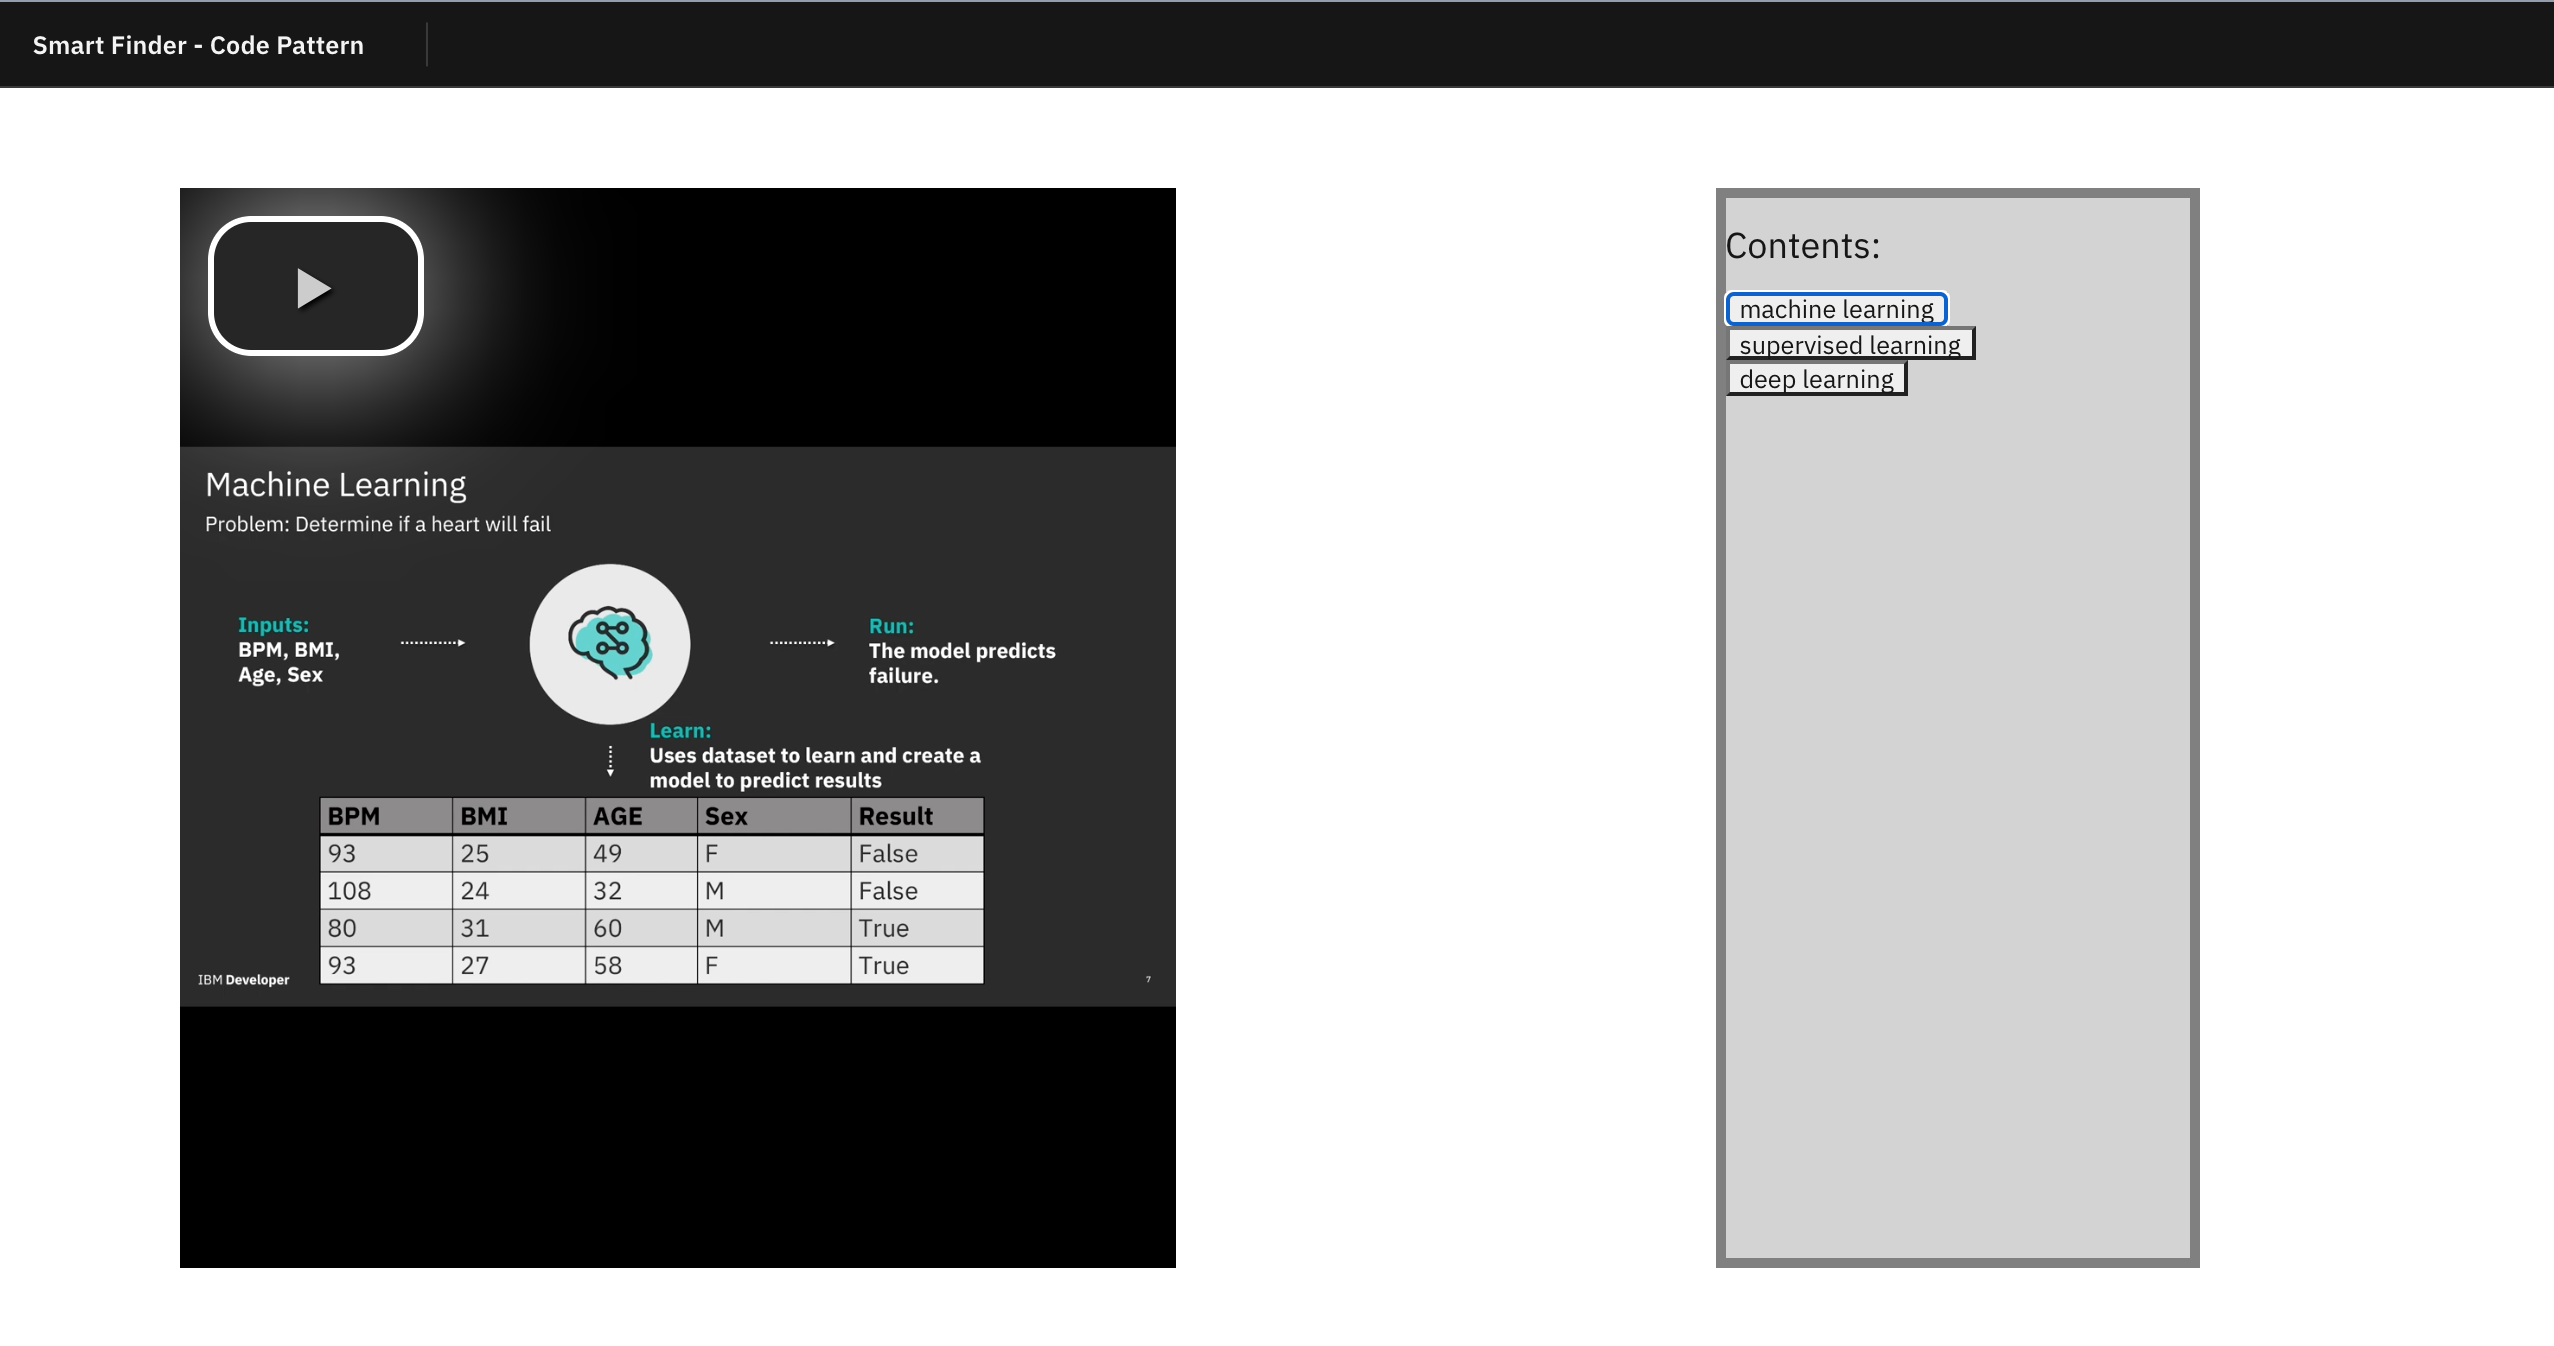 Smart Finder - Code Pattern
Machine Learning
Problem: Determine if a heart will fail
Inputs:
BPM, BMI,
Age, Sex
Run:
The model predicts
failure.
Learn:
Uses dataset to learn and create a
model to predict results
BPM BMI AGE Sex Result
93 25 49 F False
108 24 32 M False
80 31 60 M True
93 27 58 F True
IBM Developer
7
Contents:
machine learning
supervised learning
deep learning